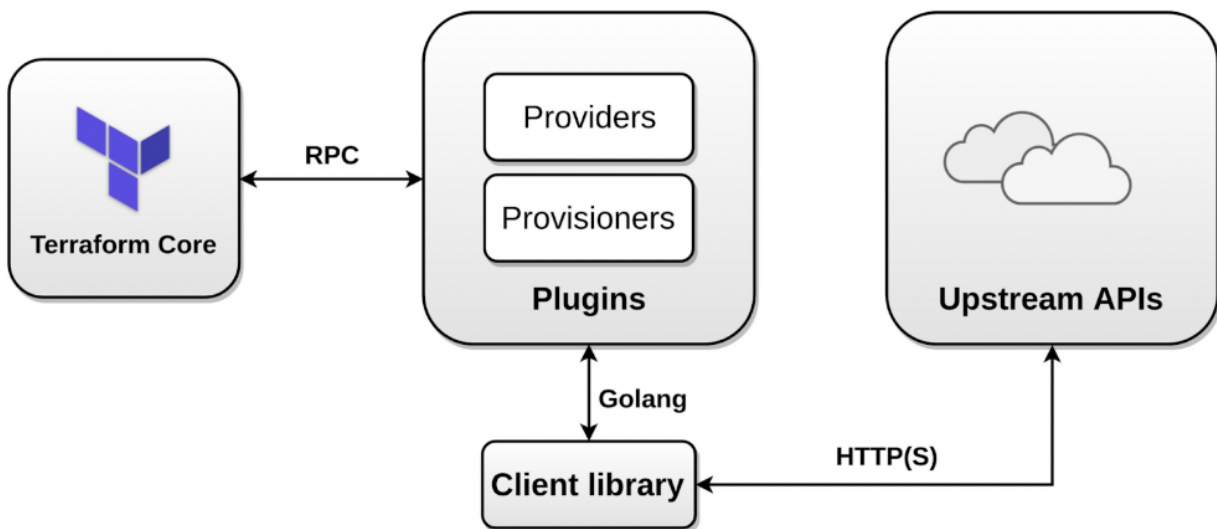 Terraform Core
RPC
Providers
Provisioners
Plugins
Upstream APIs
Golang
Client library
HTTP(S)